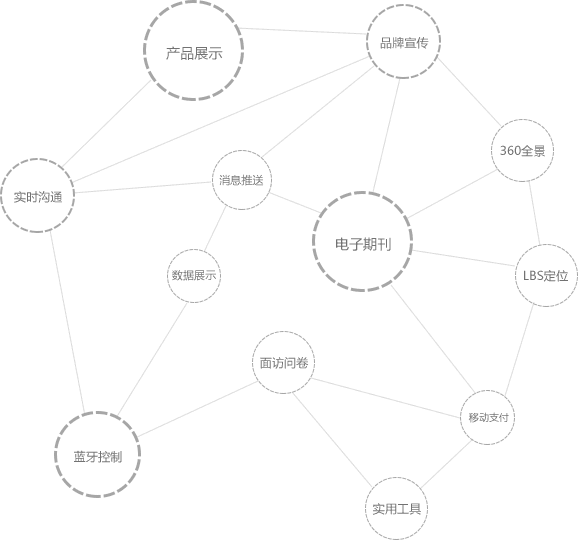 产品展示
品牌宣传
360全景
消息推送
实时沟通
电子期刊
数据展示
LBS定位
面访问卷
移动支付
蓝牙控制
实用工具